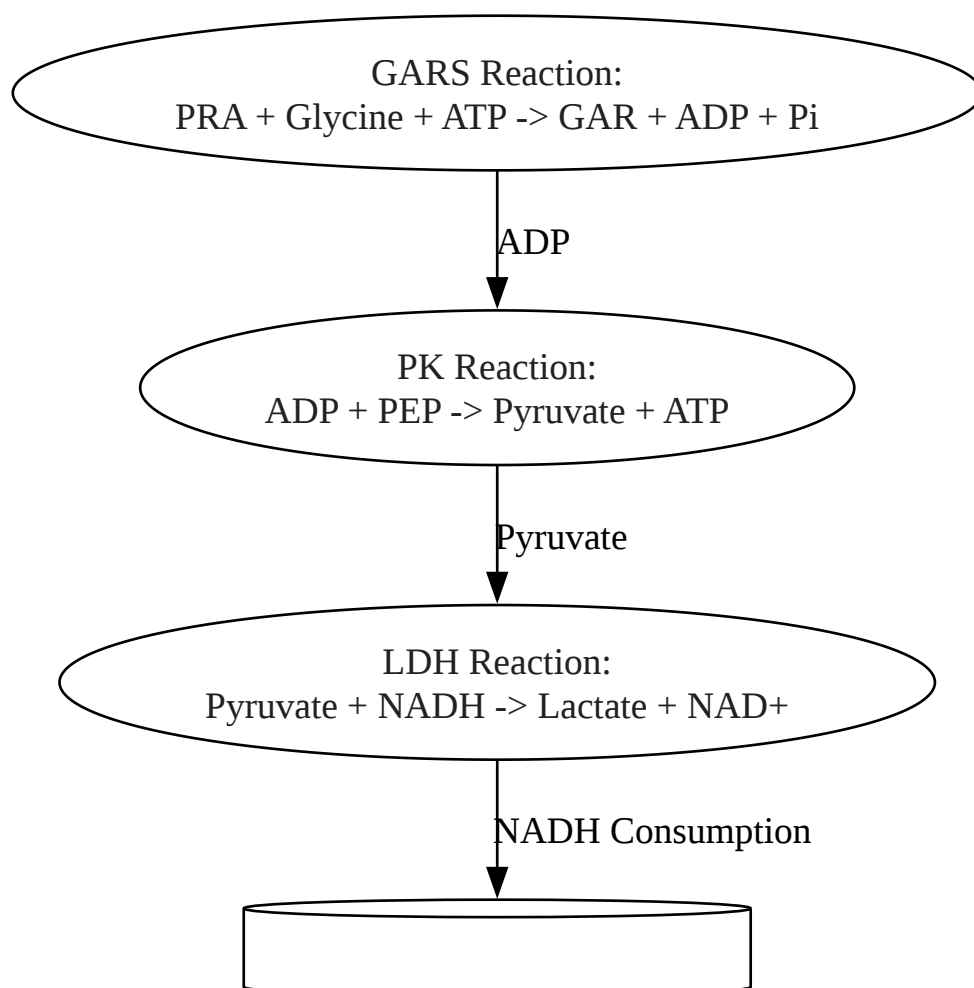 GARS Reaction:
PRA + Glycine + ATP -> GAR + ADP + Pi
ADP
PK Reaction:
ADP + PEP -> Pyruvate + ATP
Pyruvate
LDH Reaction:
Pyruvate + NADH -> Lactate + NAD+
NADH Consumption